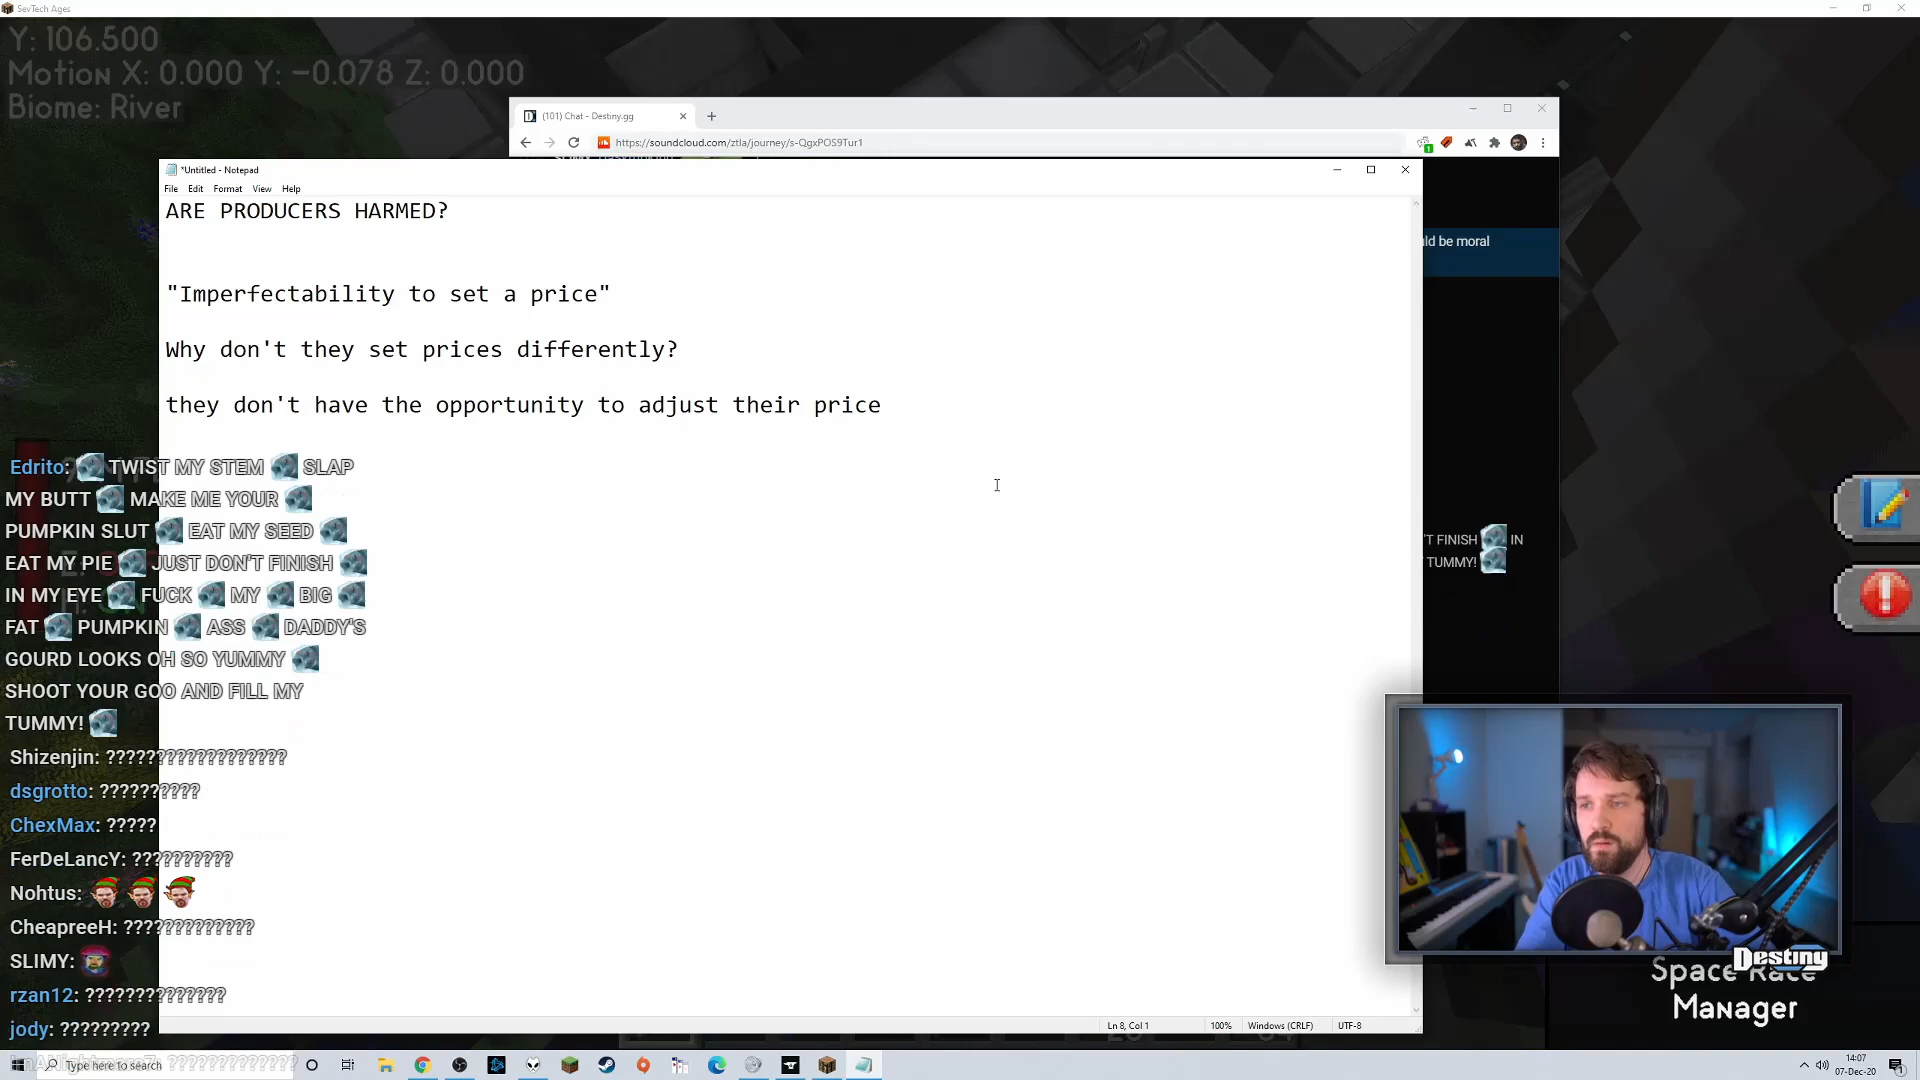 SevTech Ages
Y: 106.500
Motion X: 0.000 Y: -0.078 Z: 0.000
Biome: River
(101) Chat - Destiny.gg
https://soundcloud.com/ztla/journey/s-QgxPOS9Tur1
1
*Untitled - Notepad
File Edit Format View Help
ARE PRODUCERS HARMED?
ld be moral
"Imperfectability to set a price"
Why don't they set prices differently?
they don't have the opportunity to adjust their price
Edrito: TWIST MY STEM SLAP
MY BUTT MAKE ME YOUR
PUMPKIN SLUT EAT MY SEED
EAT MY PIE JUST DON'T FINISH
IN MY EYE FUCK MY BIG
FAT PUMPKIN ASS DADDY'S
GOURD LOOKS OH SO YUMMY
SHOOT YOUR GOO AND FILL MY
TUMMY!
'T FINISH IN
TUMMY!
Shizenjin: ??????????????????
dsgrotto: ??????????
ChexMax: ?????
FerDeLancY: ??????????
Nohtus:
CheapreeH: ?????????????
SLIMY:
rzan12: ??????????????
jody: ?????????
Destiny
Space Race
Manager
Ln 8, Col 1 100% Windows (CRLF) UTF-8
Type here to search
14:07
07-Dec-20